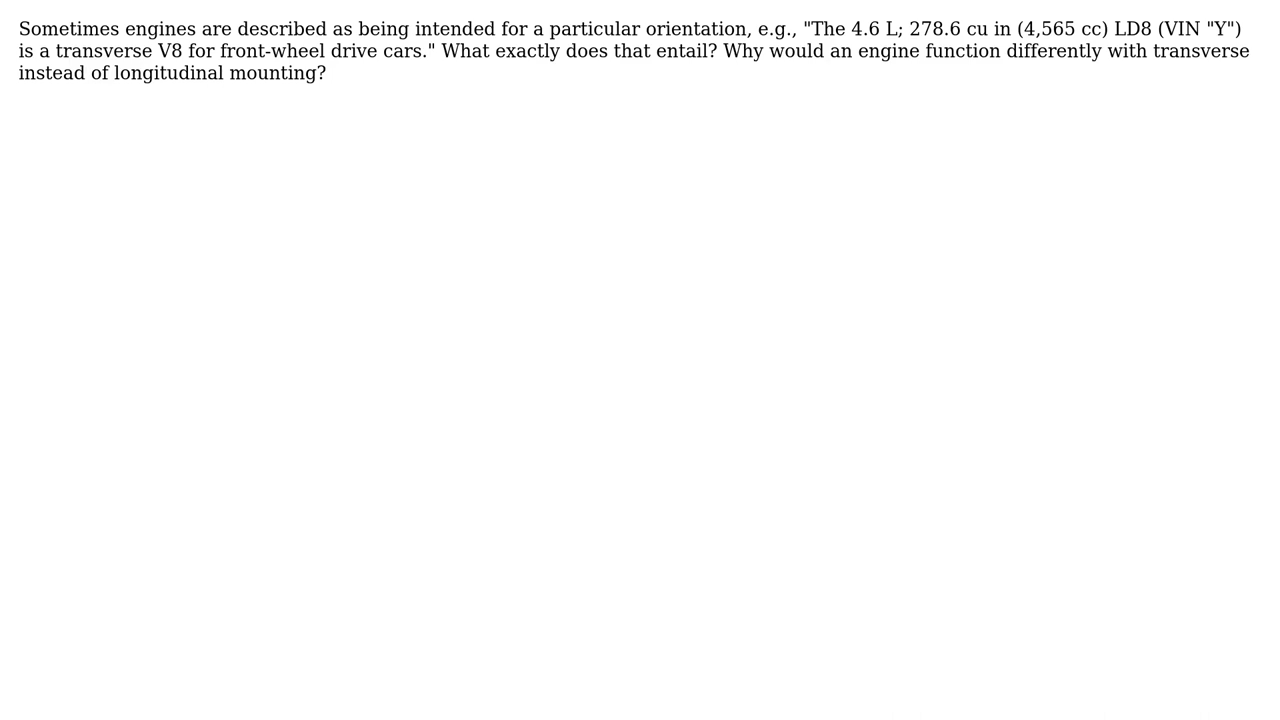 Sometimes engines are described as being intended for a particular orientation, e.g., "The 4.6 L; 278.6 cu in (4,565 cc) LD8 (VIN "Y")
is a transverse V8 for front-wheel drive cars." What exactly does that entail? Why would an engine function differently with transverse
instead of longitudinal mounting?